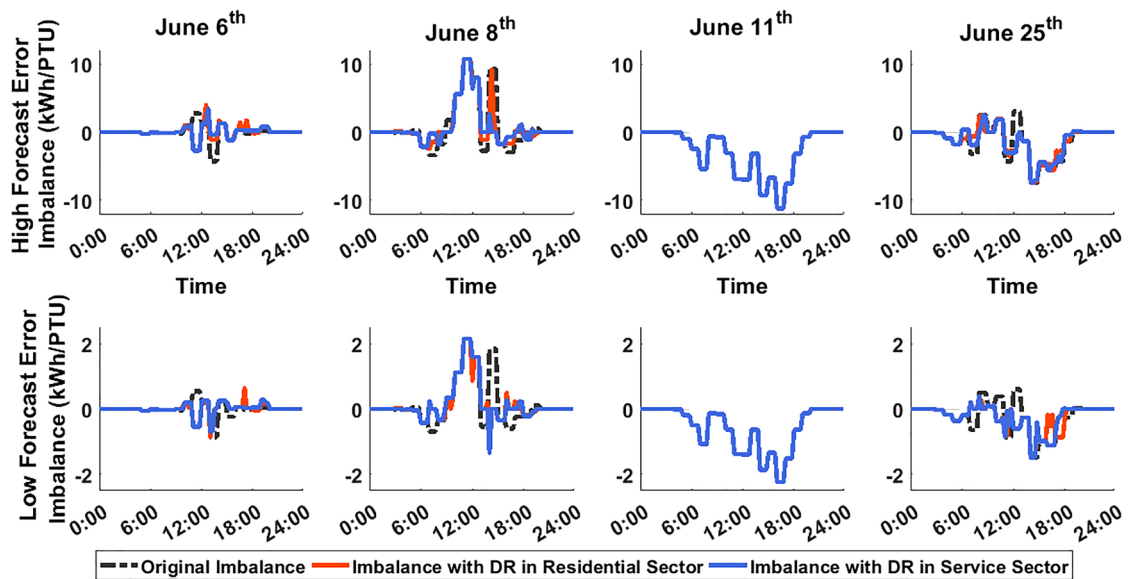 June 6th June 8th June 11th June 25th
High Forecast Error
Imbalance (kWh/PTU)
10 0 -10
10 0 -10
10 0 -10
10 0 -10
0:00 6:00 12:00 18:00 24:00
0:00 6:00 12:00 18:00 24:00
0:00 6:00 12:00 18:00 24:00
0:00 6:00 12:00 18:00 24:00
Time Time Time Time
Low Forecast Error
Imbalance (kWh/PTU)
2 0 -2
2 0 -2
2 0 -2
2 0 -2
0:00 6:00 12:00 18:00 24:00
0:00 6:00 12:00 18:00 24:00
0:00 6:00 12:00 18:00 24:00
0:00 6:00 12:00 18:00 24:00
Original Imbalance Imbalance with DR in Residential Sector Imbalance with DR in Service Sector